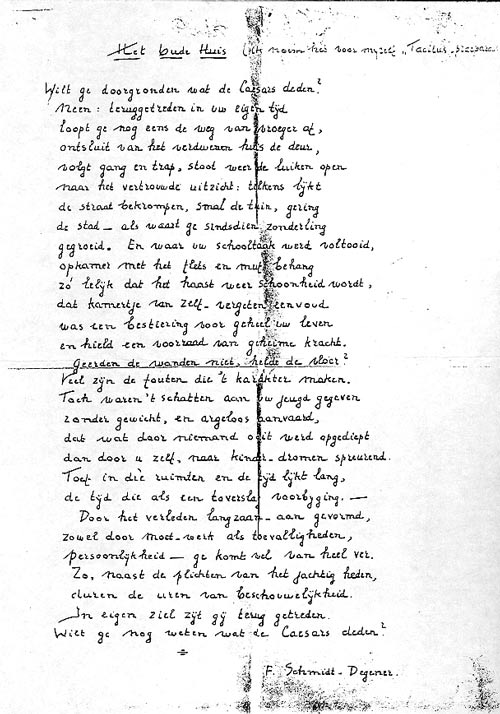 Het oude Huis (ik noem het voor myzelf „Tacitus
Wilt ge doorgronden wat de Caesars deden?
Neen: teruggetreden in uw eigen tijd
loopt ge nog eens de weg van vroeger af,
ontsluit van het verdwenen huis de deur,
volgt gang en trap, stoot weer de luiken open
naar het vertrouwde uitzicht: telkens lijkt
de straat bekrompen, smal de tuin, gering
de stad — als waart ge sindsdien zonderling
gegroeid. En waar uw schooltaak werd voltooid,
opkamer met het flets en muf behang
zó lelijk dat het haast weer schoonheid wordt,
dat kamertje van zelf-vergeten eenvoud
was een bestiering voor geheel uw leven
en hield een voorraad van geheime kracht.
Geerden de wanden niet, helde de vloer?
Veel zijn de fouten die 't karakter maken.
Toch waren 't schatten aan uw jeugd gegeven
zonder gewicht, en argeloos aanvaard,
dat wat door niemand ooit werd opgediept
dan door u zelf, naar kinder-dromen speurend.
Toef in die ruimten en de tijd lijkt lang,
de tijd die als een toverslag voorbyging. —
Door het verleden langzaam-aan gevormd,
zowel door moet-werk als toevalligheden,
persoonlijkheid — ge komt wel van heel ver.
Zo, naast de plichten van het jachtig heden,
duren de uren van beschouwelijkheid.
In eigen ziel zijt gij terug getreden.
Wilt ge nog weten wat de Caesars deden?
F. Schmidt-Degener.